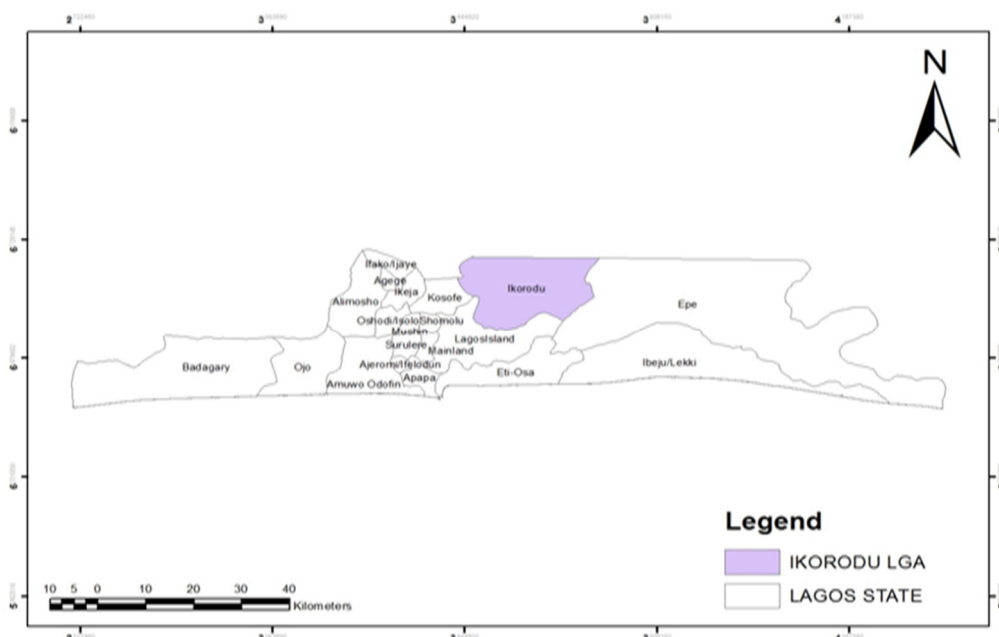 N
Ifako/Ijaye
Agege
Ikeja
Alimosho
Kosofe
Ikorodu
Epe
Oshodi/Isolo
Shomolu
Mushin
Surulere
Mainland
LagosIsland
Badagary
Ojo
Ajeromi/Ifelodun
Apapa
Amuwo Odofin
Eti-Osa
Ibeju/Lekki
Legend
IKORODU LGA
LAGOS STATE
10 5 0 10 20 30 40
Kilometers